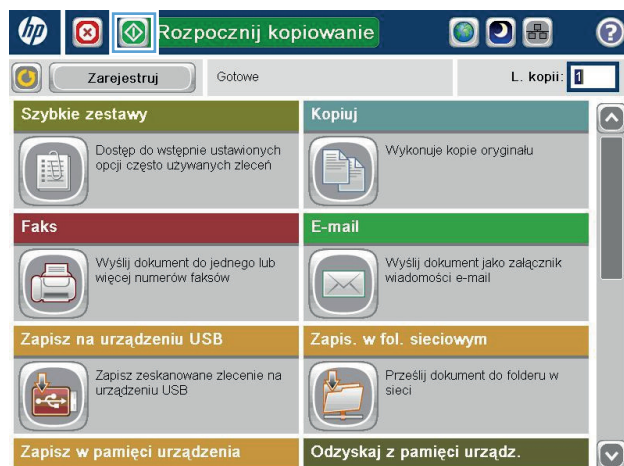 hp
Rozpocznij kopiowanie
?
Zarejestruj
Gotowe
L. kopii: 1
Szybkie zestawy
Dostęp do wstępnie ustawionych
opcji często używanych zleceń
Kopiuj
Wykonuje kopie oryginału
Faks
Wyślij dokument do jednego lub
więcej numerów faksów
E-mail
Wyślij dokument jako załącznik
wiadomości e-mail
Zapisz na urządzeniu USB
Zapisz zeskanowane zlecenie na
urządzeniu USB
Zapis. w fol. sieciowym
Prześlij dokument do folderu w
sieci
Zapisz w pamięci urządzenia
Odzyskaj z pamięci urządz.